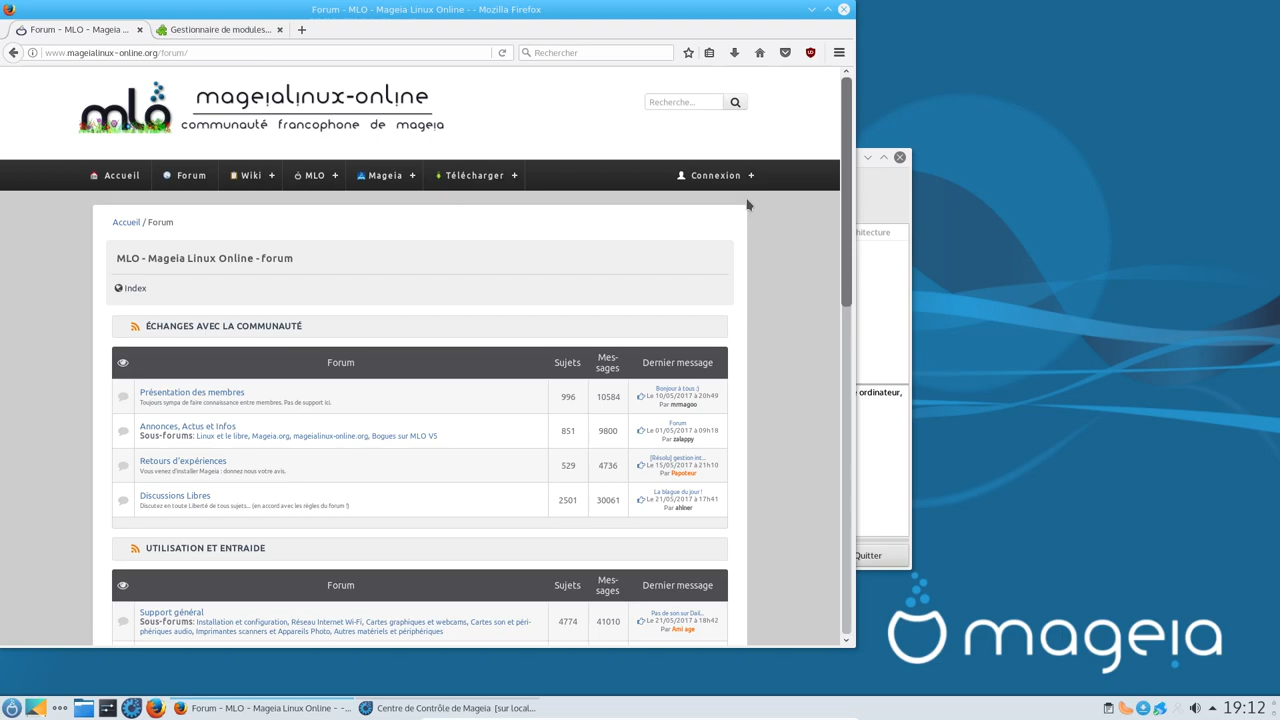 Forum - MLO - Mageia Linux Online - - Mozilla Firefox
Forum - MLO - Mageia ...
Gestionnaire de modules...
www.mageialinux-online.org/forum/
Rechercher
mlo
mageialinux-online
communauté francophone de mageia
Recherche...
Accueil
Forum
Wiki +
MLO +
Mageia +
Télécharger +
Connexion +
hitecture
Accueil / Forum
MLO - Mageia Linux Online - forum
Index
ÉCHANGES AVEC LA COMMUNAUTÉ
Forum
Sujets
Mes-
sages
Dernier message
Présentation des membres
Toujours sympa de faire connaissance entre membres. Pas de support ici.
996
10584
Bonjour à tous :)
Le 10/05/2017 à 20h49
Par mrmagoo
Annonces, Actus et Infos
Sous-forums: Linux et le libre, Mageia.org, mageialinux-online.org, Bogues sur MLO V5
851
9800
Forum
Le 01/05/2017 à 09h18
Par zalappy
Retours d'expériences
Vous venez d'installer Mageia : donnez nous votre avis.
529
4736
[Résolu] gestion int...
Le 15/05/2017 à 21h10
Par Papoteur
Discussions Libres
Discutez en toute Liberté de tous sujets... (en accord avec les règles du forum !)
2501
30061
La blague du jour !
Le 21/05/2017 à 17h41
Par ahlner
e ordinateur,
UTILISATION ET ENTRAIDE
Forum
Sujets
Mes-
sages
Dernier message
Support général
Sous-forums: Installation et configuration, Réseau Internet Wi-Fi, Cartes graphiques et webcams, Cartes son et péri-
phériques audio, Imprimantes scanners et Appareils Photo, Autres matériels et périphériques
4774
41010
Pas de son sur Dail...
Le 21/05/2017 à 18h42
Par Ami age
Quitter
mageia
Forum - MLO - Mageia Linux Online - -...
Centre de Contrôle de Mageia [sur local...
19:12